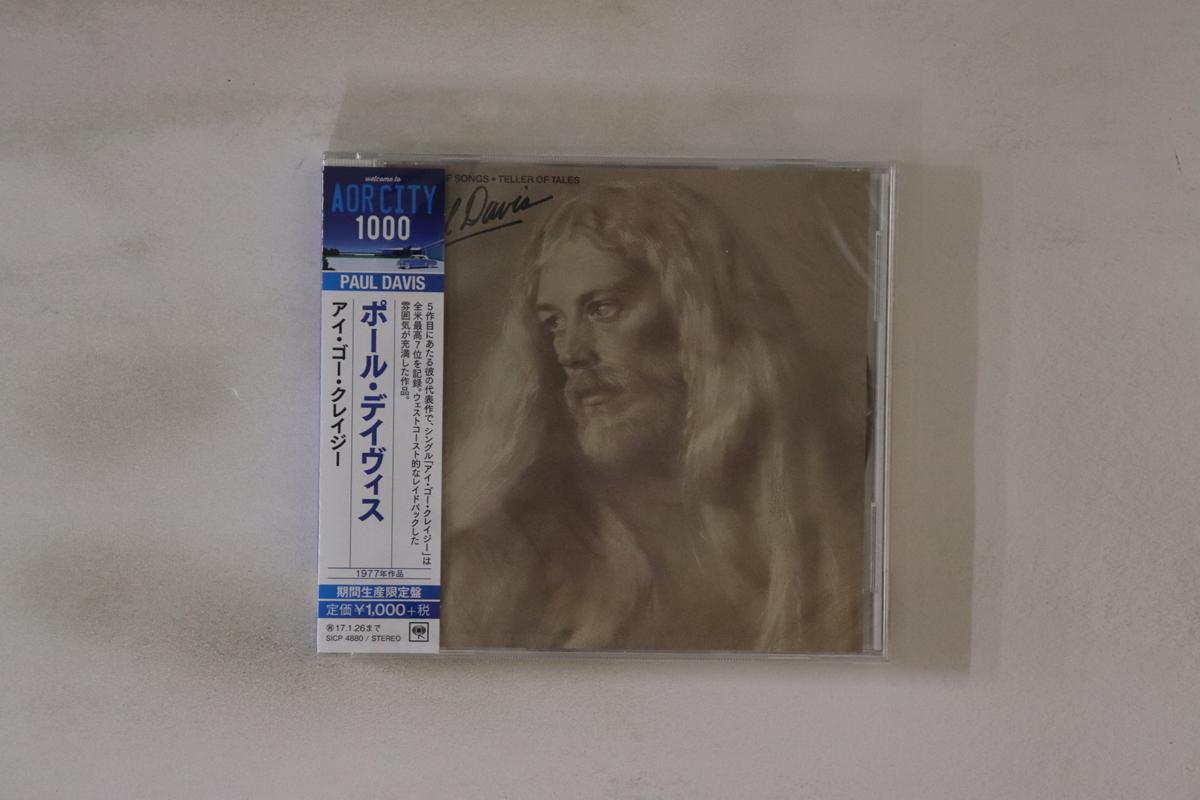 welcome to
AOR CITY
1000
PAUL DAVIS
5作目にあたる彼の代表作で、シングル「アイ・ゴー・クレイジー」は
全米最高7位を記録。ウェストコースト的なレイドバックした
雰囲気が充満した作品。
ポール・デイヴィス
アイ・ゴー・クレイジー
1977年作品
期間生産限定盤
定価¥1,000+税
17.1.26まで
SICP 4880 / STEREO
F SONGS • TELLER OF TALES
l Davis